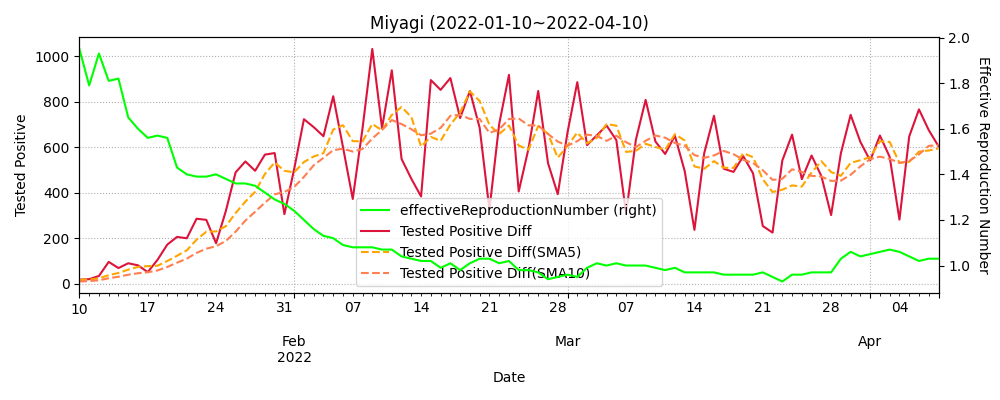 Miyagi (2022-01-10~2022-04-10)
Tested Positive
1000
800
600
400
200
0
2.0
1.8
1.6
1.4
1.2
1.0
Effective Reproduction Number
effectiveReproductionNumber (right)
Tested Positive Diff
Tested Positive Diff(SMA5)
Tested Positive Diff(SMA10)
10 17 24 31 07 14 21 28 07 14 21 28 04
Feb Mar Apr
2022
Date